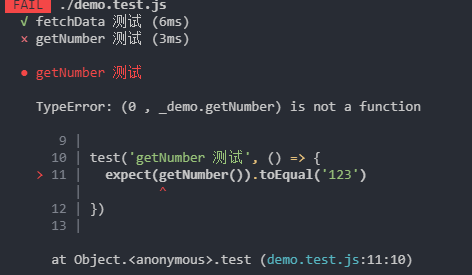 FAIL ./demo.test.js
√ fetchData 测试 (6ms)
× getNumber 测试 (3ms)
● getNumber 测试
TypeError: (0 , _demo.getNumber) is not a function
9 |
10 | test('getNumber 测试', () => {
> 11 |   expect(getNumber()).toEqual('123')
|          ^
12 | })
13 |
at Object.<anonymous>.test (demo.test.js:11:10)